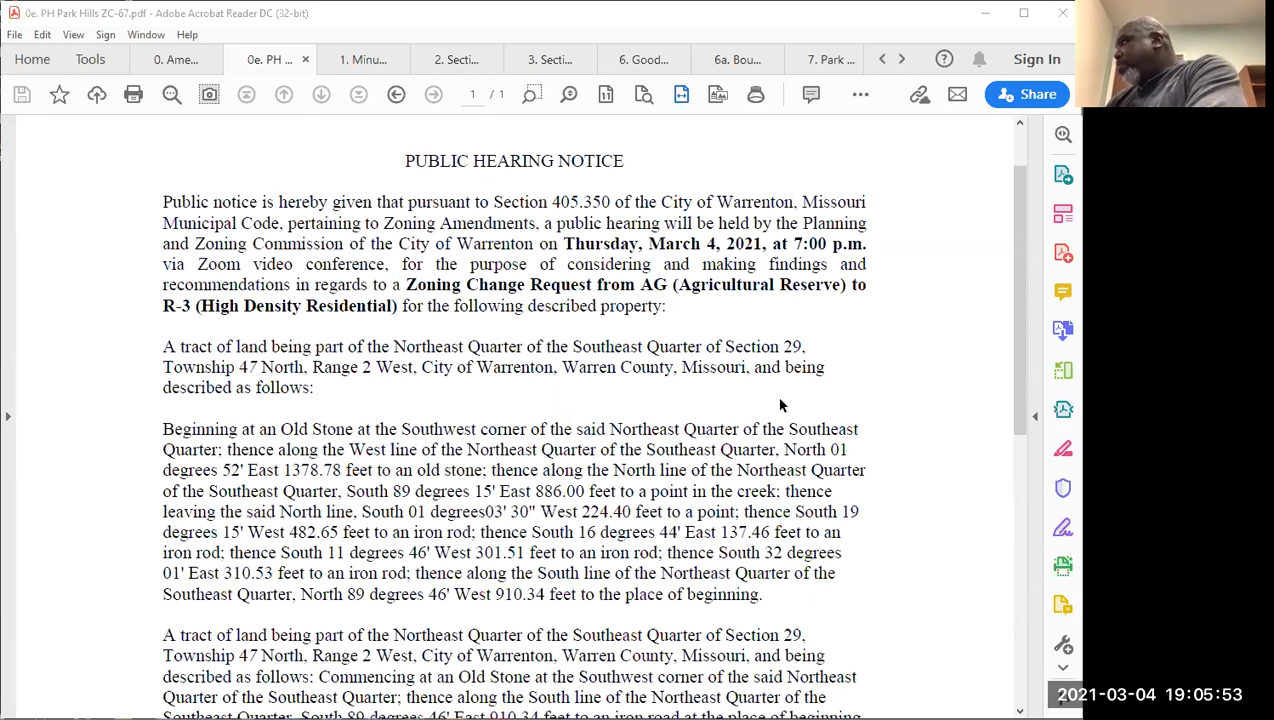 0e. PH Park Hills ZC-67.pdf - Adobe Acrobat Reader DC (32-bit)
File Edit View Sign Window Help
Home Tools 0. Ame... 0e. PH ... × 1. Minu... 2. Secti... 3. Secti... 6. Good... 6a. Bou... 7. Park ... Sign In
1 / 1 Share
PUBLIC HEARING NOTICE
Public notice is hereby given that pursuant to Section 405.350 of the City of Warrenton, Missouri
Municipal Code, pertaining to Zoning Amendments, a public hearing will be held by the Planning
and Zoning Commission of the City of Warrenton on Thursday, March 4, 2021, at 7:00 p.m.
via Zoom video conference, for the purpose of considering and making findings and
recommendations in regards to a Zoning Change Request from AG (Agricultural Reserve) to
R-3 (High Density Residential) for the following described property:
A tract of land being part of the Northeast Quarter of the Southeast Quarter of Section 29,
Township 47 North, Range 2 West, City of Warrenton, Warren County, Missouri, and being
described as follows:
Beginning at an Old Stone at the Southwest corner of the said Northeast Quarter of the Southeast
Quarter; thence along the West line of the Northeast Quarter of the Southeast Quarter, North 01
degrees 52' East 1378.78 feet to an old stone; thence along the North line of the Northeast Quarter
of the Southeast Quarter, South 89 degrees 15' East 886.00 feet to a point in the creek; thence
leaving the said North line, South 01 degrees03' 30" West 224.40 feet to a point; thence South 19
degrees 15' West 482.65 feet to an iron rod; thence South 16 degrees 44' East 137.46 feet to an
iron rod; thence South 11 degrees 46' West 301.51 feet to an iron rod; thence South 32 degrees
01' East 310.53 feet to an iron rod; thence along the South line of the Northeast Quarter of the
Southeast Quarter, North 89 degrees 46' West 910.34 feet to the place of beginning.
A tract of land being part of the Northeast Quarter of the Southeast Quarter of Section 29,
Township 47 North, Range 2 West, City of Warrenton, Warren County, Missouri, and being
described as follows: Commencing at an Old Stone at the Southwest corner of the said Northeast
Quarter of the Southeast Quarter; thence along the South line of the Northeast Quarter of the
Southeast Quarter, South 89 degrees 46' East 910.34 feet to an iron road at the place of beginning
2021-03-04 19:05:53